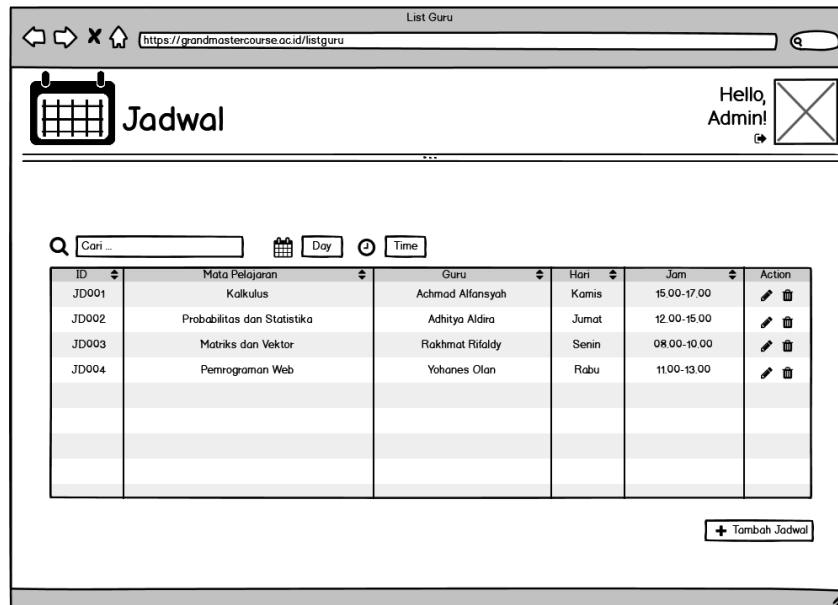 List Guru
https://grandmastercourse.ac.id/listguru
Jadwal
Hello,
Admin!
Cari ... Day Time
ID Mata Pelajaran Guru Hari Jam Action
JD001 Kalkulus Achmad Alfansyah Kamis 15.00-17.00
JD002 Probabilitas dan Statistika Adhitya Aldira Jumat 12.00-15.00
JD003 Matriks dan Vektor Rakhmat Rifaldy Senin 08.00-10.00
JD004 Pemrograman Web Yohanes Olan Rabu 11.00-13.00
+ Tambah Jadwal